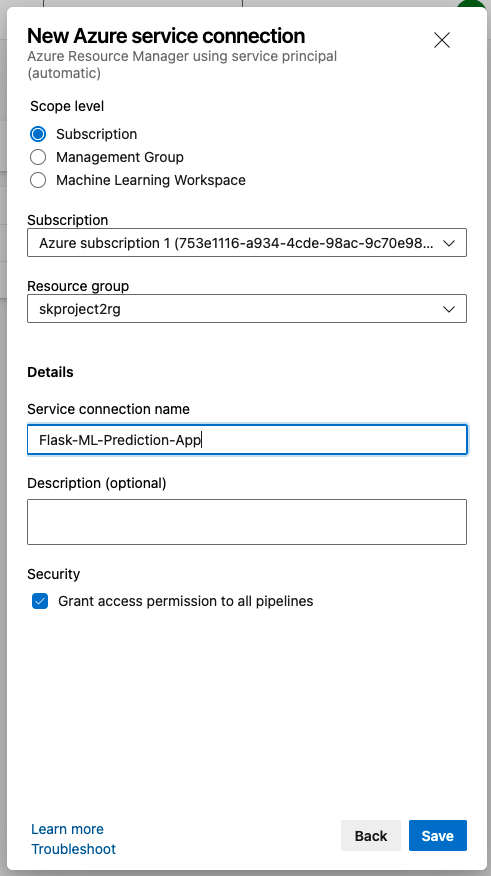 New Azure service connection
Azure Resource Manager using service principal
(automatic)
Scope level
Subscription
Management Group
Machine Learning Workspace
Subscription
Azure subscription 1 (753e1116-a934-4cde-98ac-9c70e98...
Resource group
skproject2rg
Details
Service connection name
Flask-ML-Prediction-App
Description (optional)
Security
Grant access permission to all pipelines
Learn more
Troubleshoot
Back
Save